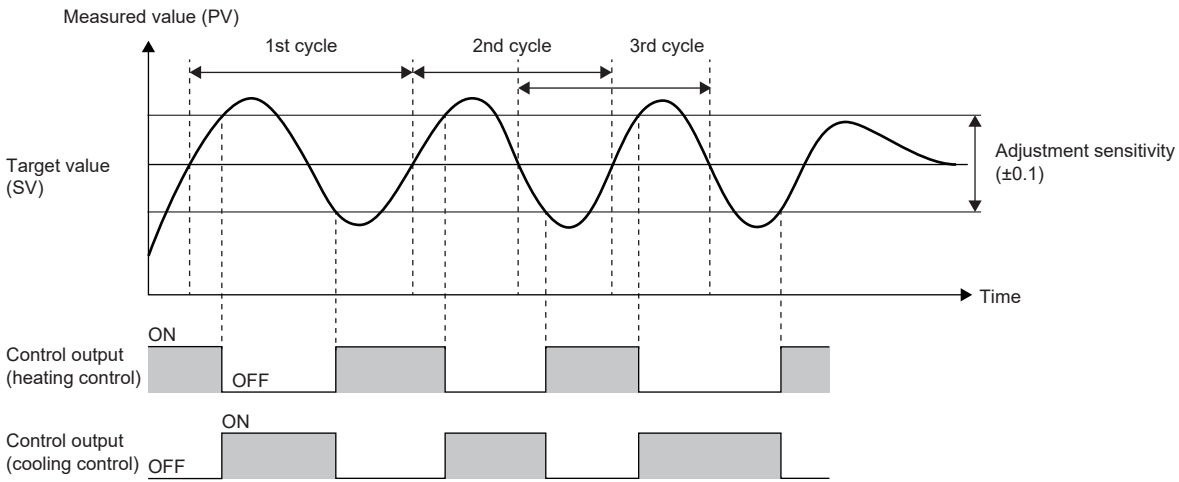 Measured value (PV)
1st cycle
2nd cycle
3rd cycle
Target value
(SV)
Adjustment sensitivity
(±0.1)
Time
ON
Control output
(heating control)
OFF
ON
Control output
(cooling control)
OFF